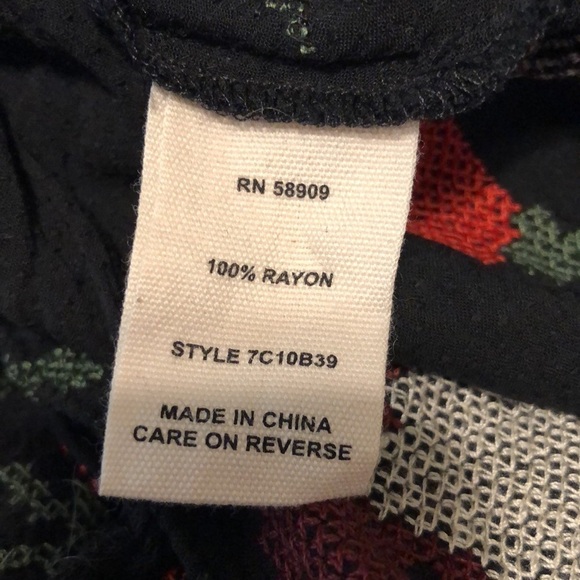 RN 58909
100% RAYON
STYLE 7C10B39
MADE IN CHINA
CARE ON REVERSE